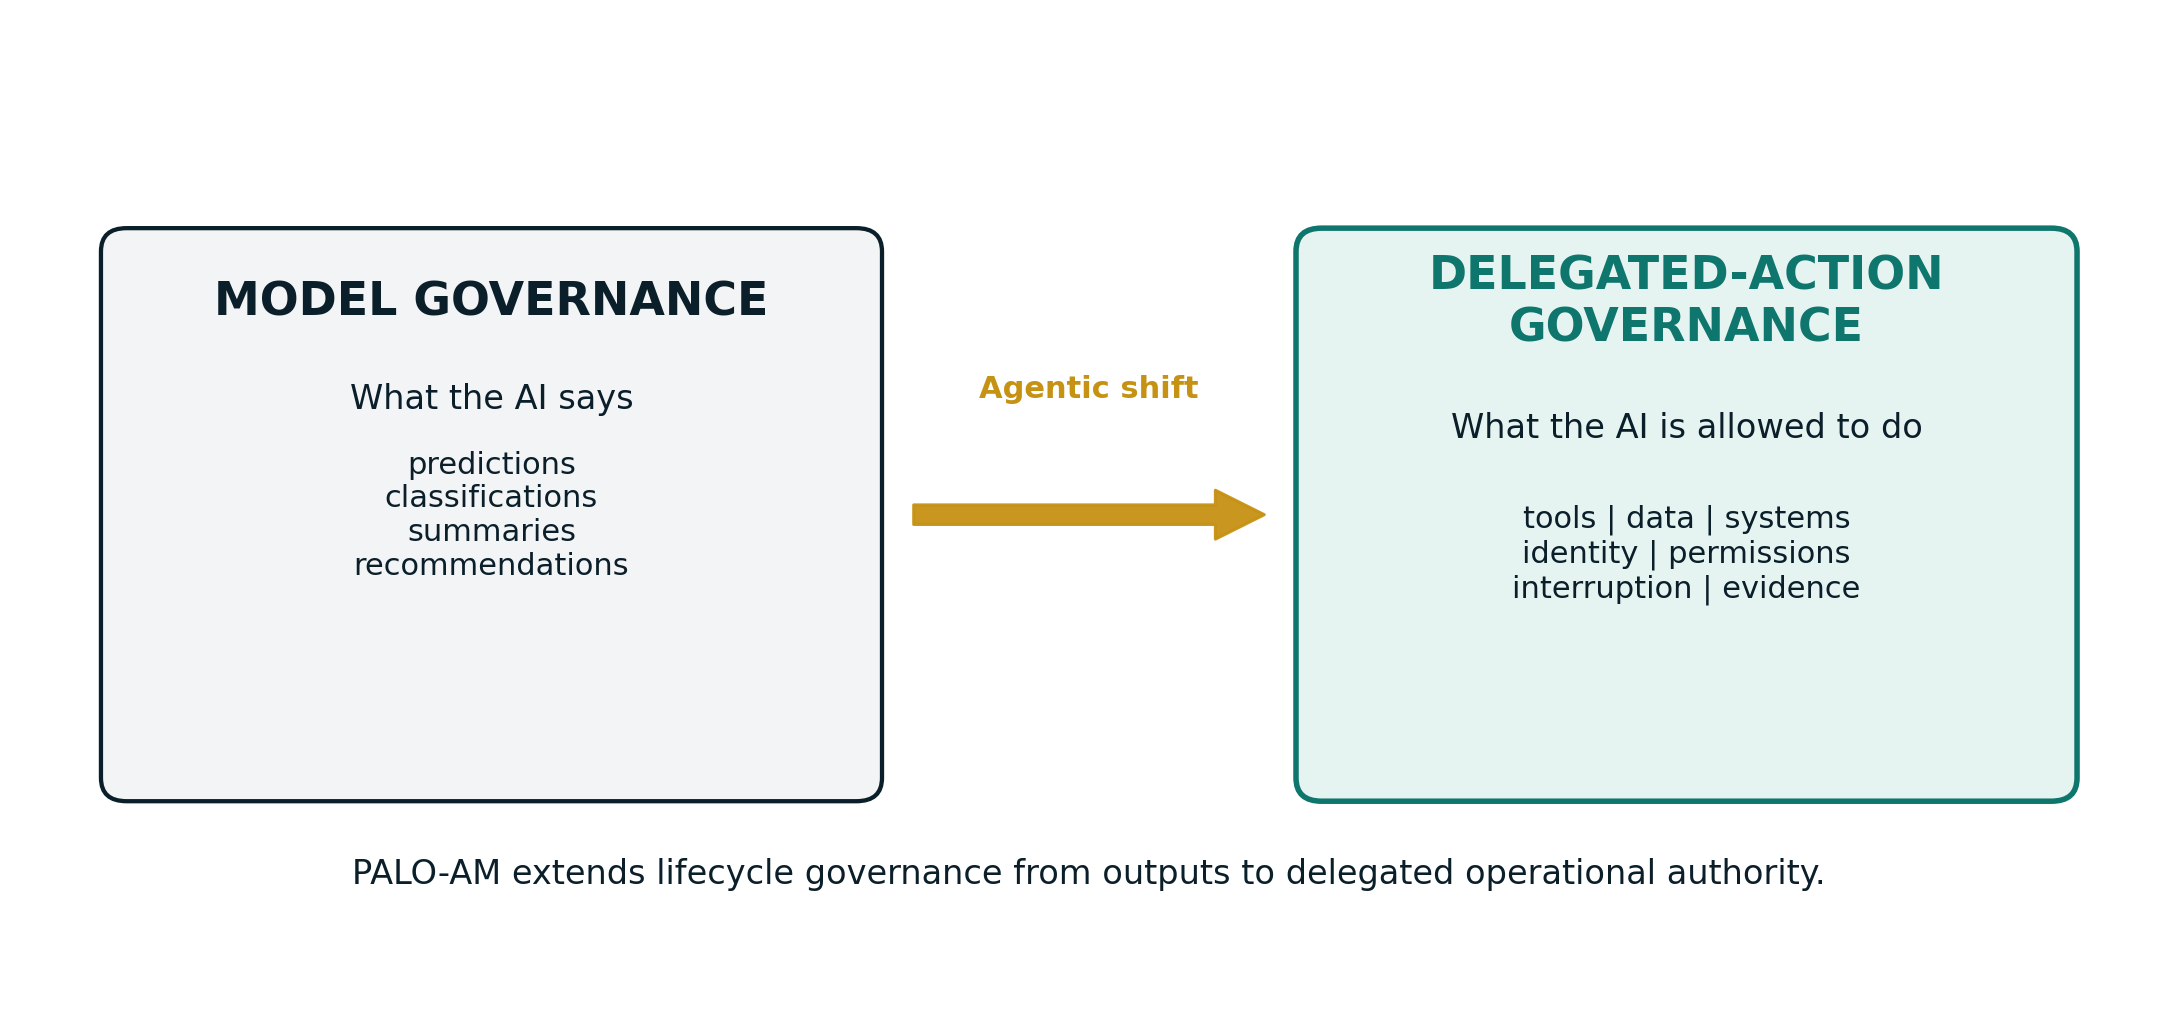 MODEL GOVERNANCE
What the AI says
predictions
classifications
summaries
recommendations
Agentic shift
DELEGATED-ACTION
GOVERNANCE
What the AI is allowed to do
tools | data | systems
identity | permissions
interruption | evidence
PALO-AM extends lifecycle governance from outputs to delegated operational authority.